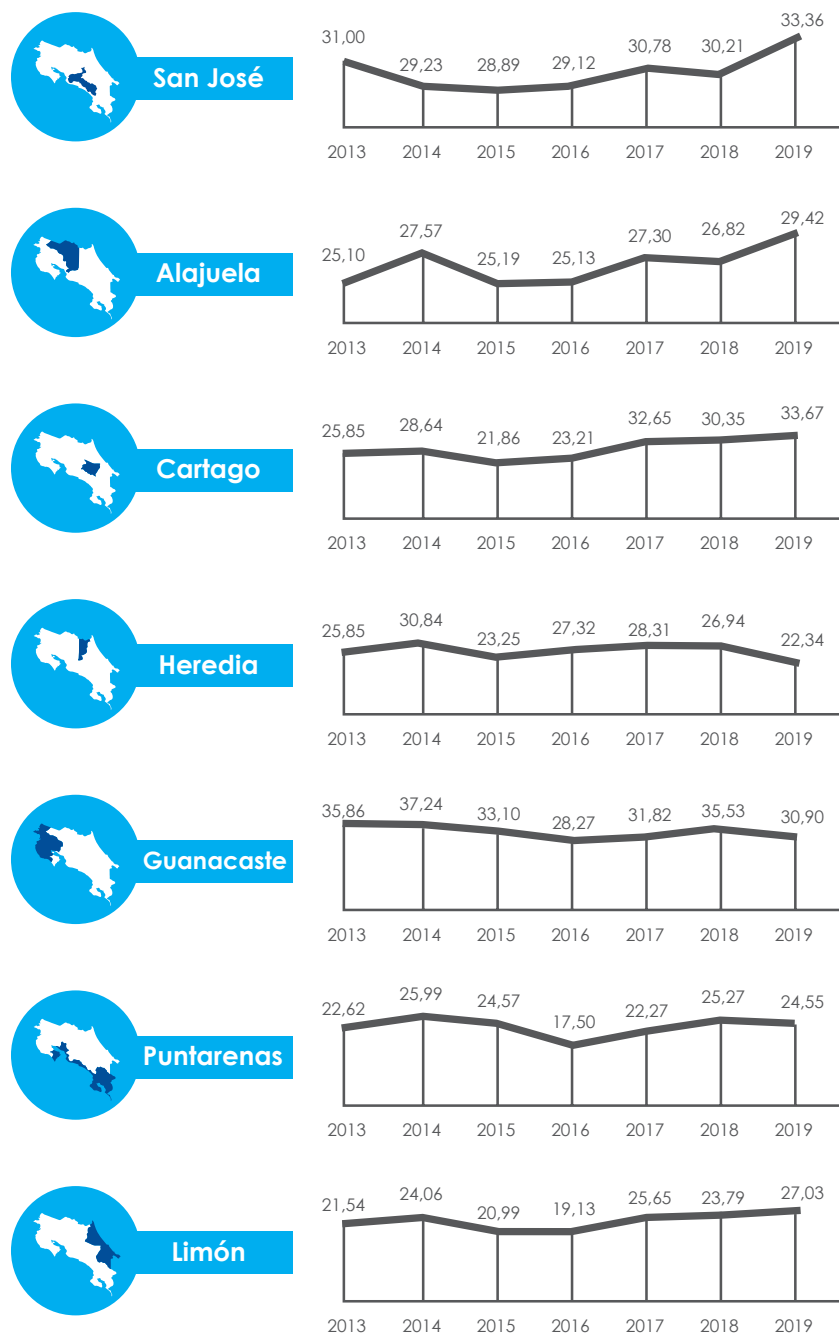 San José
31,00 29,23 28,89 29,12 30,78 30,21 33,36
2013 2014 2015 2016 2017 2018 2019
Alajuela
25,10 27,57 25,19 25,13 27,30 26,82 29,42
2013 2014 2015 2016 2017 2018 2019
Cartago
25,85 28,64 21,86 23,21 32,65 30,35 33,67
2013 2014 2015 2016 2017 2018 2019
Heredia
25,85 30,84 23,25 27,32 28,31 26,94 22,34
2013 2014 2015 2016 2017 2018 2019
Guanacaste
35,86 37,24 33,10 28,27 31,82 35,53 30,90
2013 2014 2015 2016 2017 2018 2019
Puntarenas
22,62 25,99 24,57 17,50 22,27 25,27 24,55
2013 2014 2015 2016 2017 2018 2019
Limón
21,54 24,06 20,99 19,13 25,65 23,79 27,03
2013 2014 2015 2016 2017 2018 2019